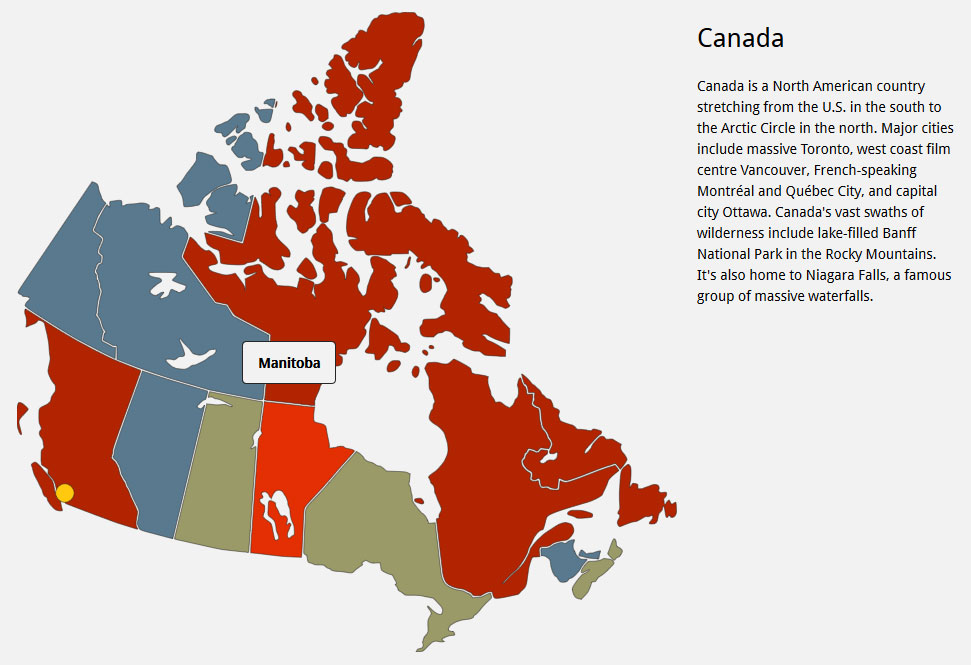 Canada
Canada is a North American country
stretching from the U.S. in the south to
the Arctic Circle in the north. Major cities
include massive Toronto, west coast film
centre Vancouver, French-speaking
Montréal and Québec City, and capital
city Ottawa. Canada's vast swaths of
wilderness include lake-filled Banff
National Park in the Rocky Mountains.
It's also home to Niagara Falls, a famous
group of massive waterfalls.
Manitoba